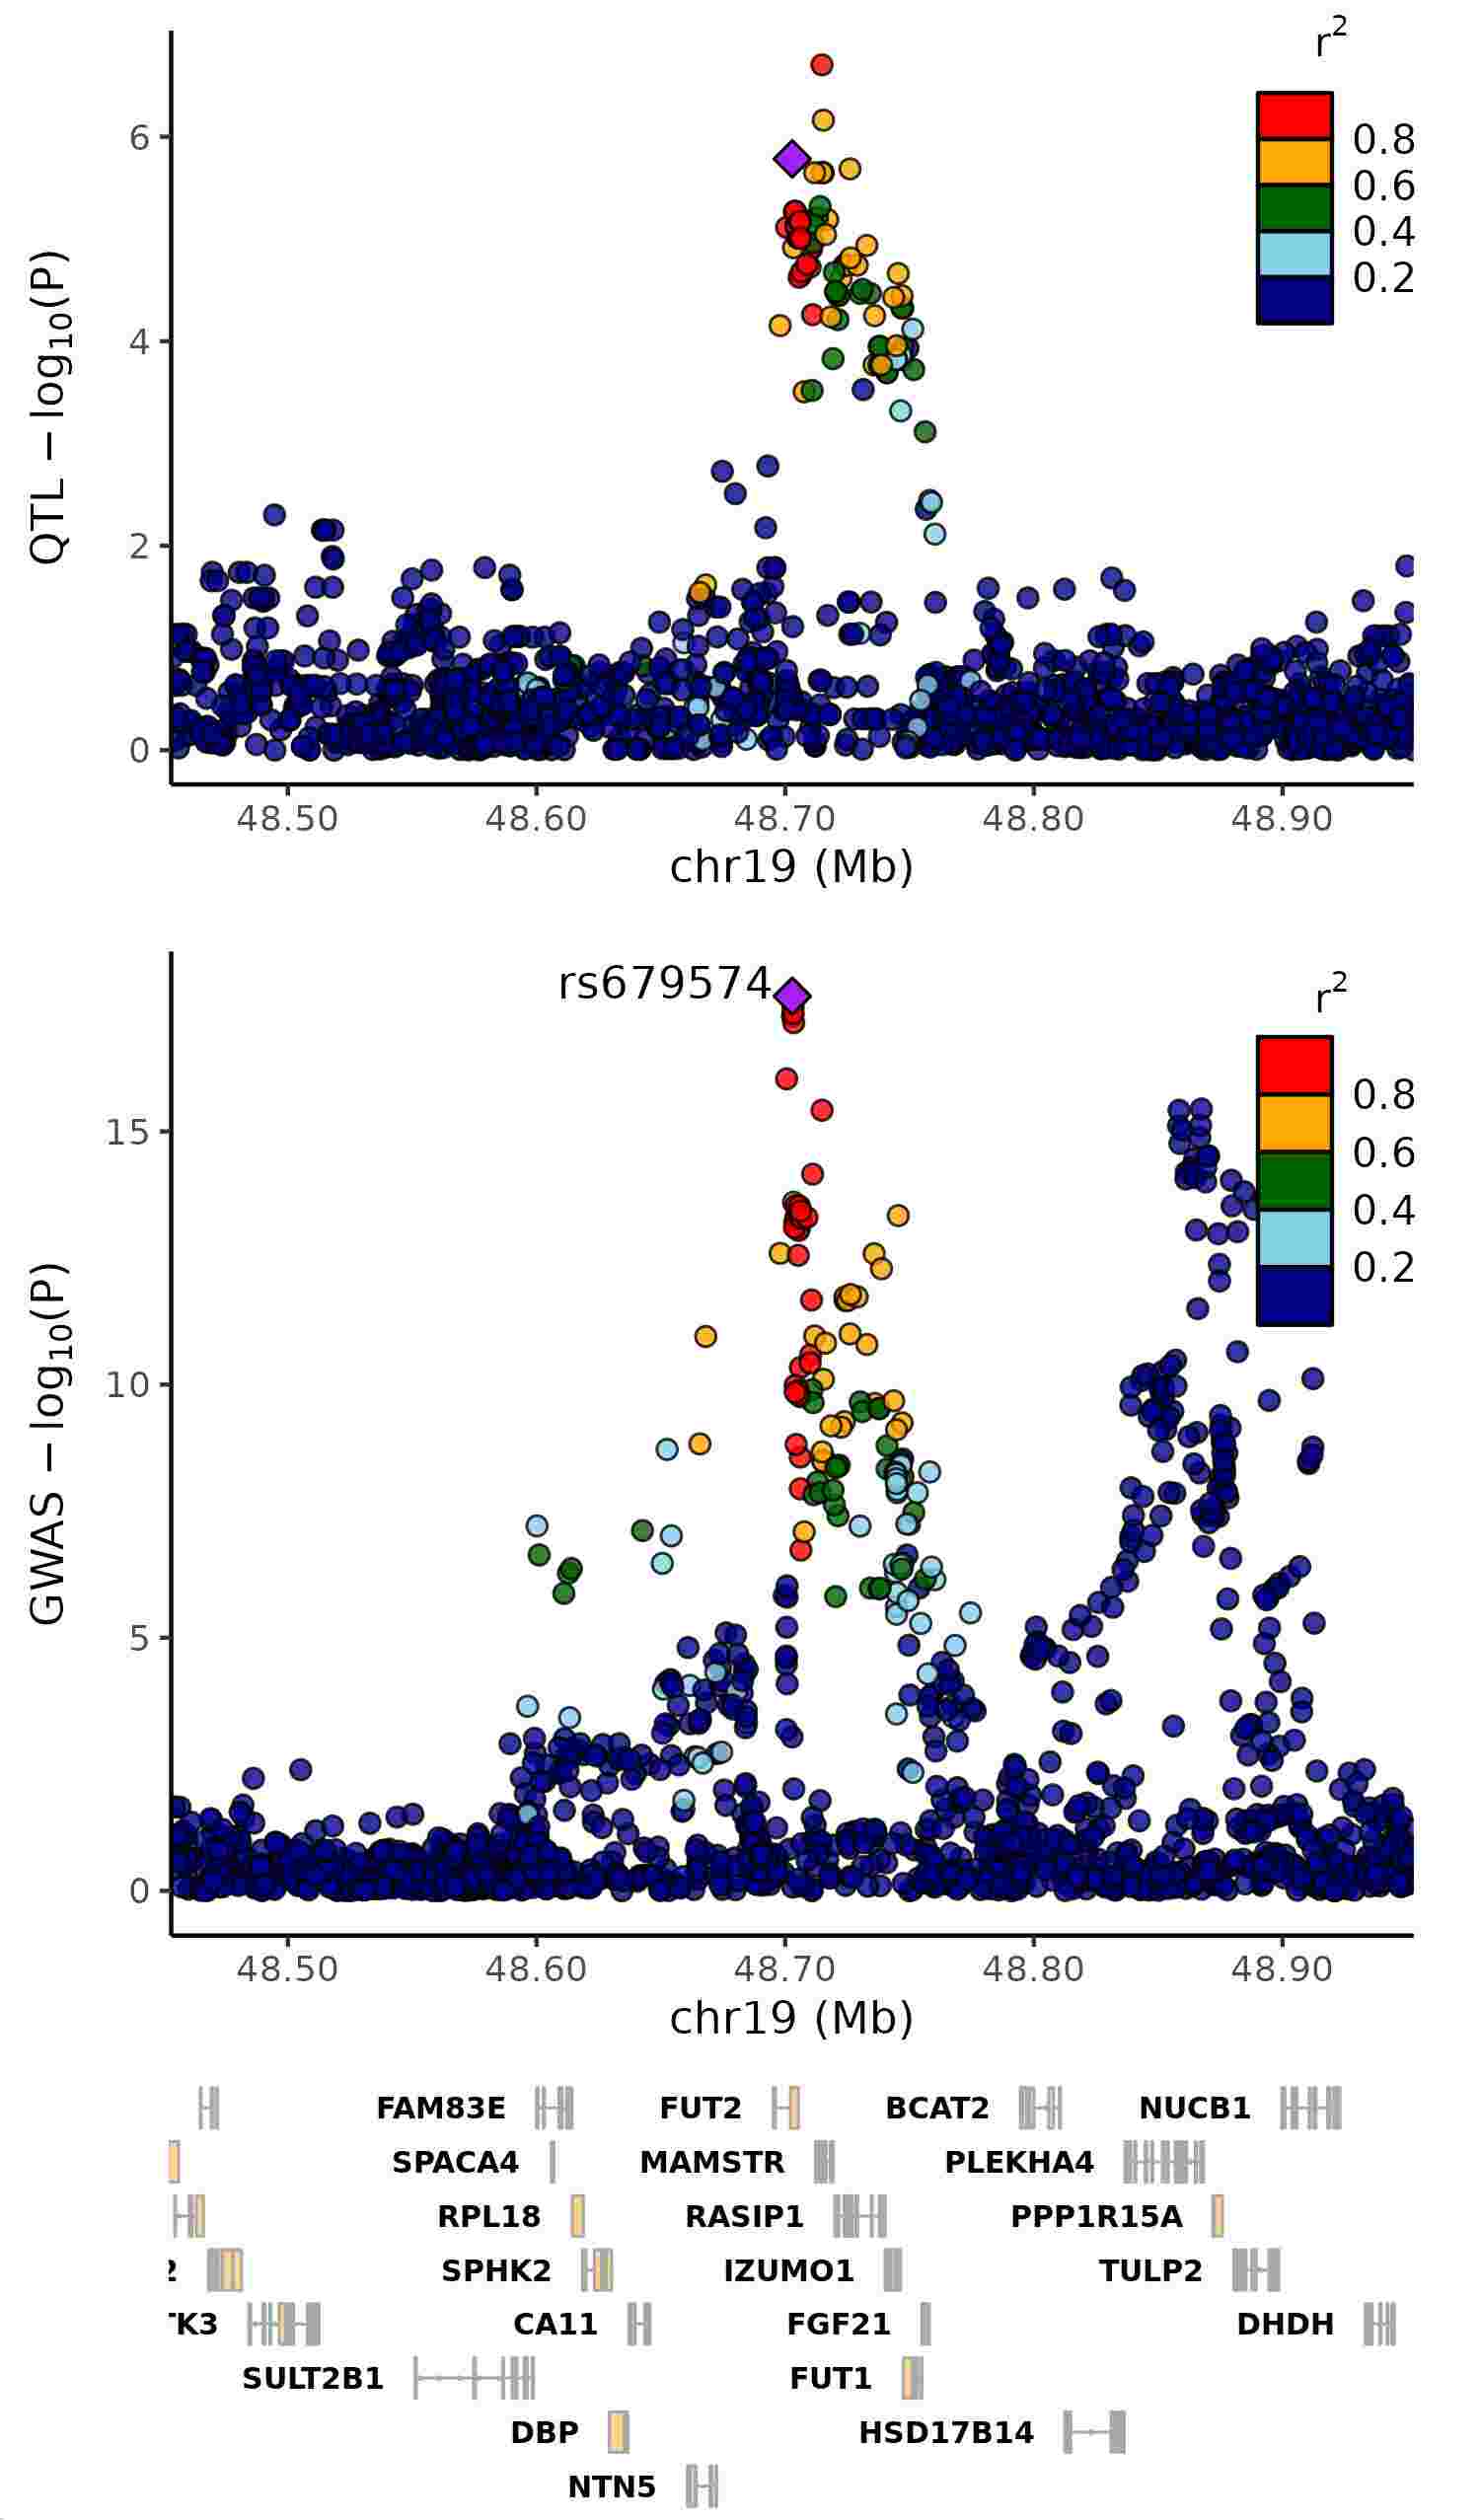 r²
QTL − log₁₀(P)
6
4
2
0
0.8
0.6
0.4
0.2
48.50 48.60 48.70 48.80 48.90
chr19 (Mb)
rs679574
r²
GWAS − log₁₀(P)
15
10
5
0
0.8
0.6
0.4
0.2
48.50 48.60 48.70 48.80 48.90
chr19 (Mb)
FAM83E FUT2 BCAT2 NUCB1
SPACA4 MAMSTR PLEKHA4
RPL18 RASIP1 PPP1R15A
2 SPHK2 IZUMO1 TULP2
TK3 CA11 FGF21 DHDH
SULT2B1 FUT1
DBP HSD17B14
NTN5